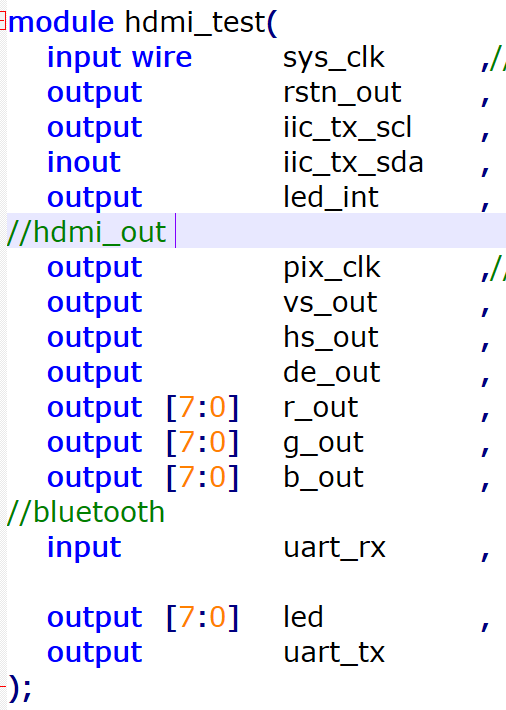 module hdmi_test(
input wire sys_clk ,//
output rstn_out ,
output iic_tx_scl ,
inout iic_tx_sda ,
output led_int ,
//hdmi_out
output pix_clk ,//
output vs_out ,
output hs_out ,
output de_out ,
output [7:0] r_out ,
output [7:0] g_out ,
output [7:0] b_out ,
//bluetooth
input uart_rx ,
output [7:0] led ,
output uart_tx
);